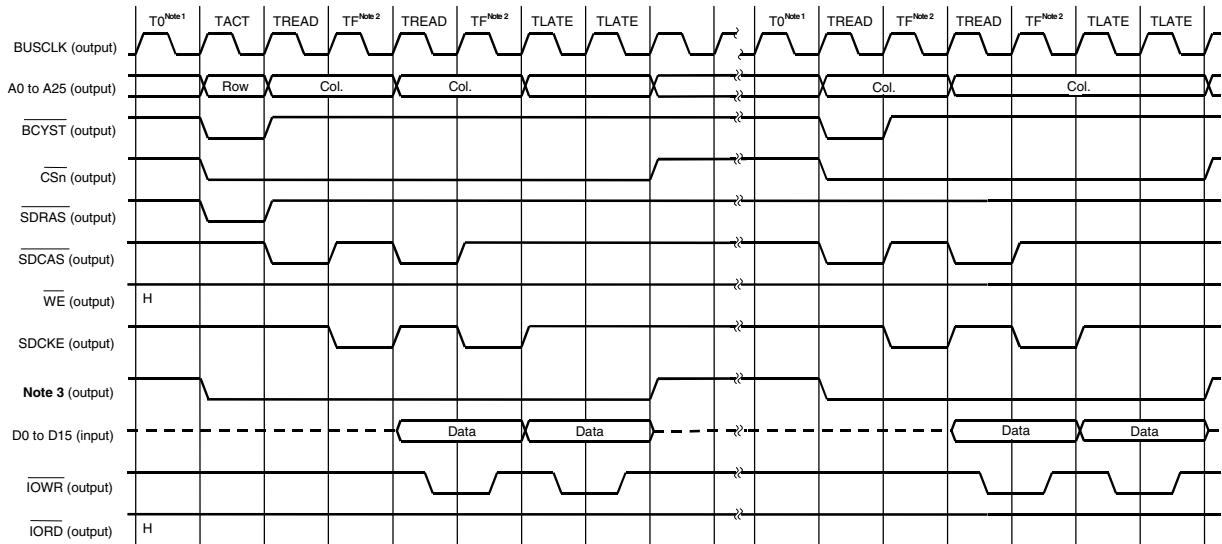 T0Note 1 TACT TREAD TFNote 2 TREAD TFNote 2 TLATE TLATE T0Note 1 TREAD TFNote 2 TREAD TFNote 2 TLATE TLATE
BUSCLK (output)
A0 to A25 (output) Row Col. Col. Col. Col.
BCYST (output)
CSn (output)
SDRAS (output)
SDCAS (output)
WE (output) H
SDCKE (output)
Note 3 (output)
D0 to D15 (input) Data Data Data Data
IOWR (output)
IORD (output) H